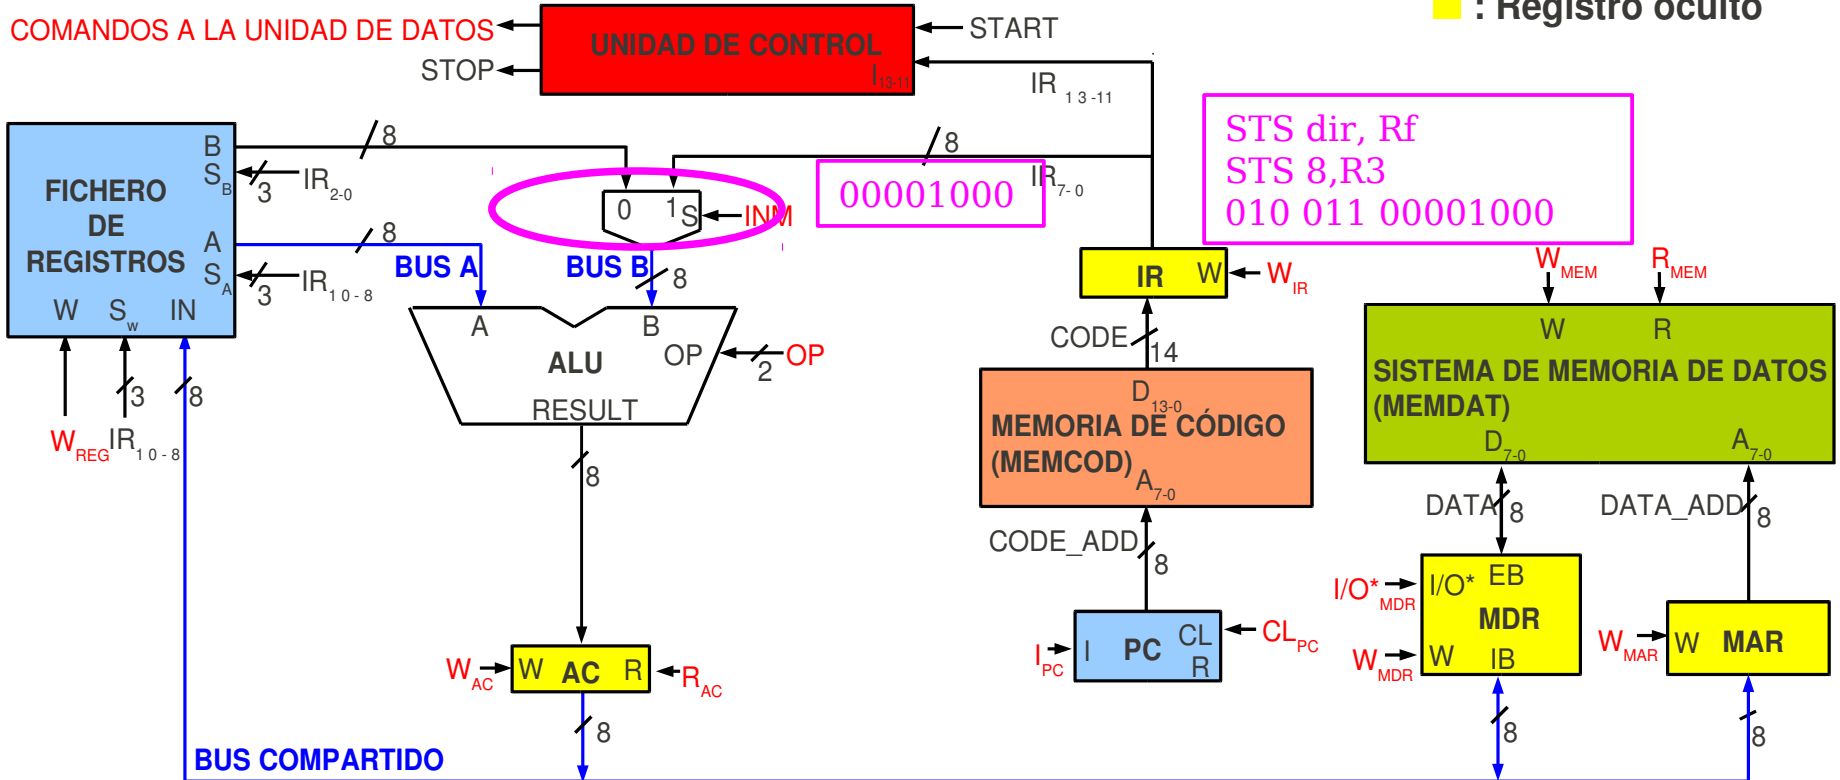 : Registro oculto
COMANDOS A LA UNIDAD DE DATOS
UNIDAD DE CONTROL
START
STOP
I13-11
IR 13-11
STS dir, Rf
STS 8,R3
010 011 00001000
B
8
8
SB
3
IR2-0
IR7-0
00001000
FICHERO
DE
REGISTROS
0
1
S
INM
A
8
SA
3
IR10-8
BUS A
BUS B
8
IR
W
WIR
WMEM
RMEM
W
Sw
IN
A
B
OP
2
OP
ALU
RESULT
CODE
14
W
R
SISTEMA DE MEMORIA DE DATOS
(MEMDAT)
D7-0
A7-0
3
8
WREG
IR10-8
D13-0
MEMORIA DE CÓDIGO
(MEMCOD)
A7-0
8
DATA
8
DATA_ADD
8
CODE_ADD
8
I/O*MDR
I/O*
EB
MDR
WMDR
W
IB
WMAR
W
MAR
IPC
I
PC
CL
R
CLPC
WAC
W
AC
R
RAC
8
8
8
BUS COMPARTIDO